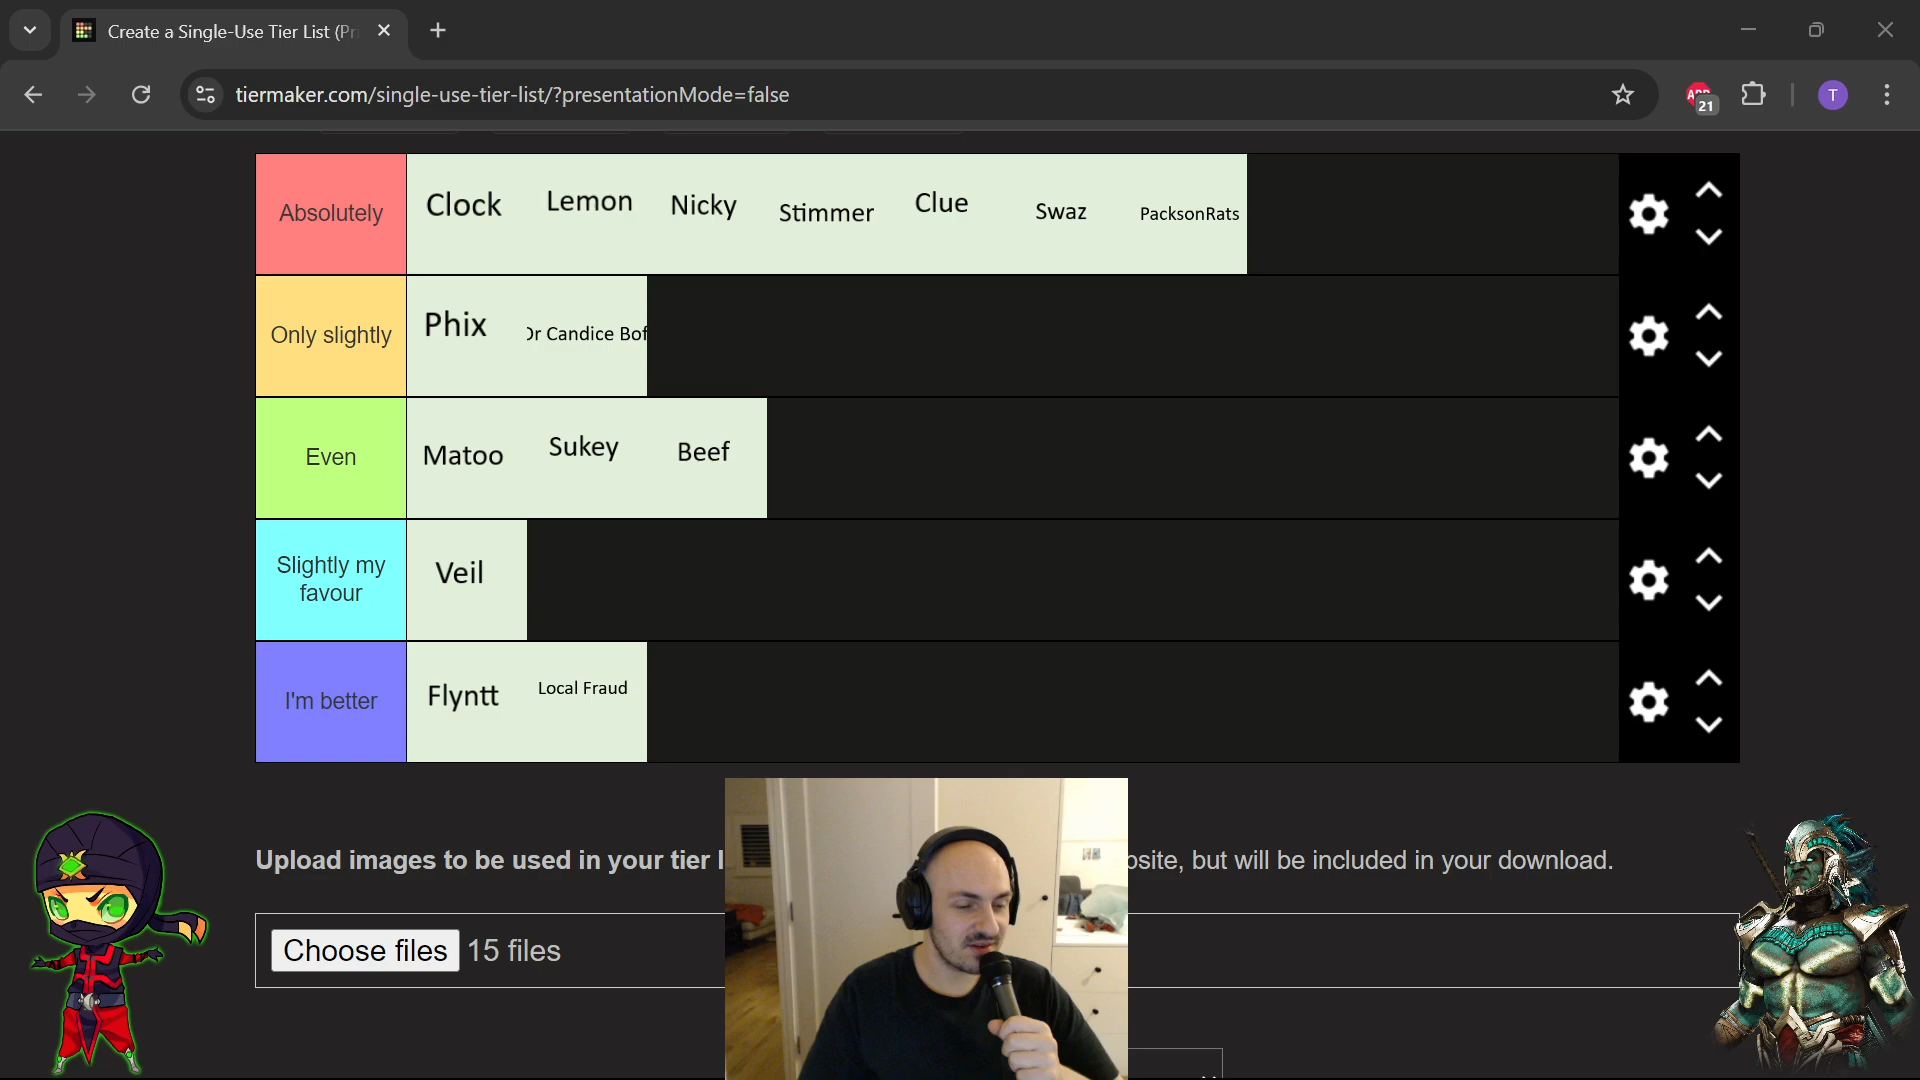 Create a Single-Use Tier List (Pr
tiermaker.com/single-use-tier-list/?presentationMode=false
ABP
21
T
Absolutely
Clock
Lemon
Nicky
Stimmer
Clue
Swaz
PacksonRats
Only slightly
Phix
Dr Candice Bof
Even
Matoo
Sukey
Beef
Slightly my
favour
Veil
I'm better
Flyntt
Local Fraud
Upload images to be used in your tier l
bsite, but will be included in your download.
Choose files 15 files